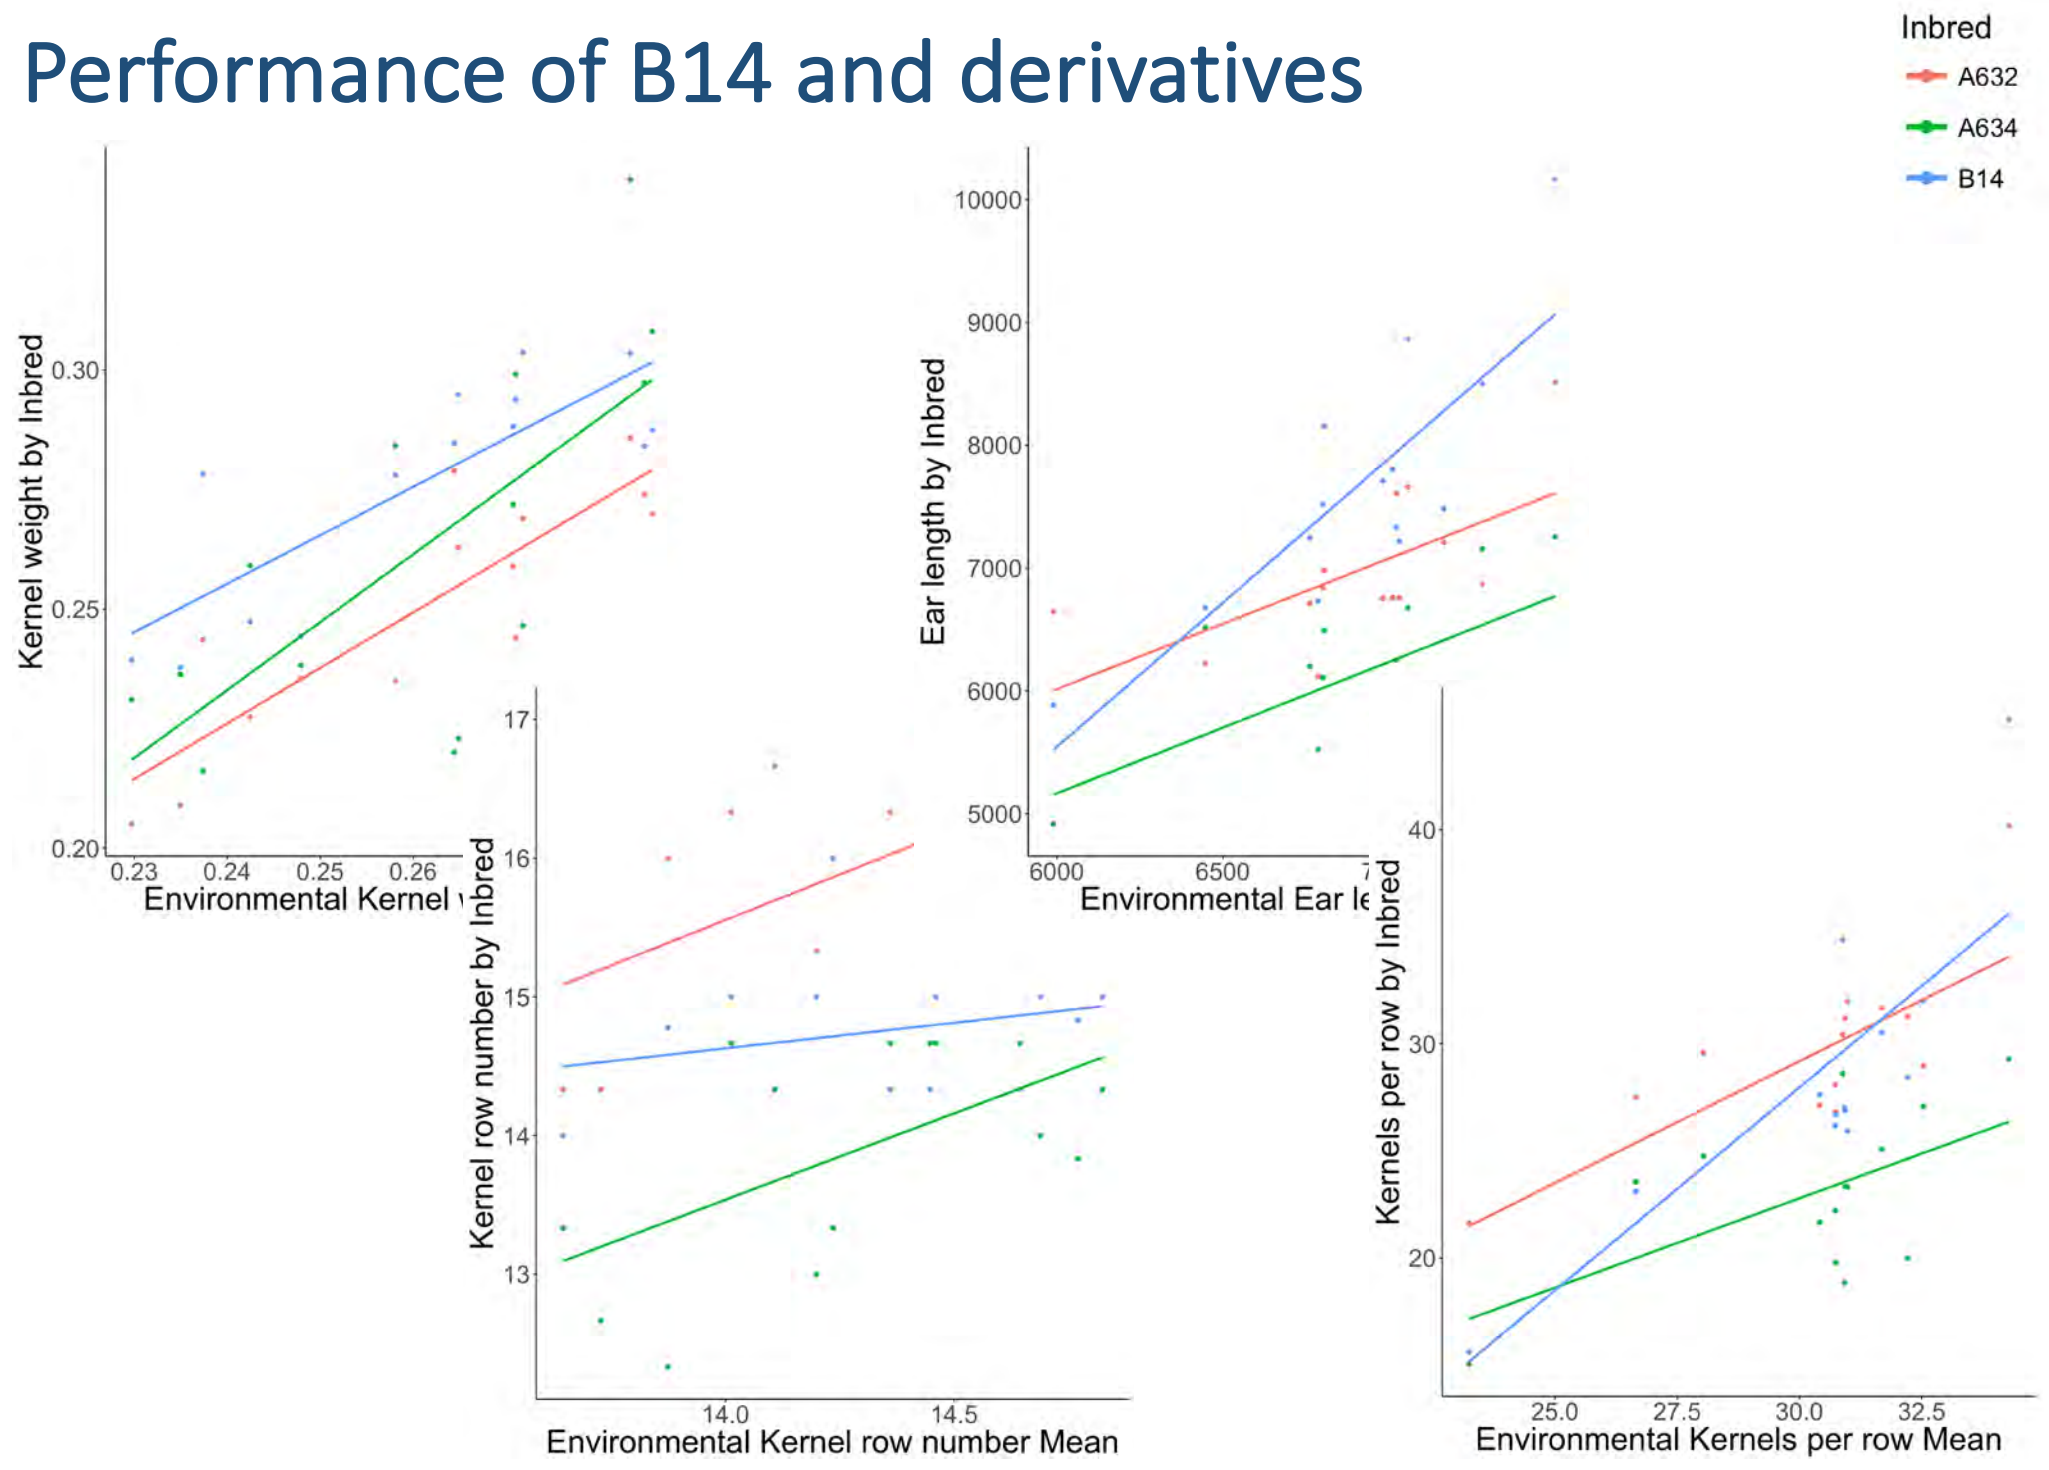 Performance of B14 and derivatives
Inbred
A632
A634
B14
Kernel weight by Inbred
0.30
0.25
0.20
0.23 0.24 0.25 0.26
Environmental Kernel
Ear length by Inbred
10000
9000
8000
7000
6000
5000
6000 6500 7
Environmental Ear le
Kernel row number by Inbred
17
16
15
14
13
14.0 14.5
Environmental Kernel row number Mean
Kernels per row by Inbred
40
30
20
25.0 27.5 30.0 32.5
Environmental Kernels per row Mean